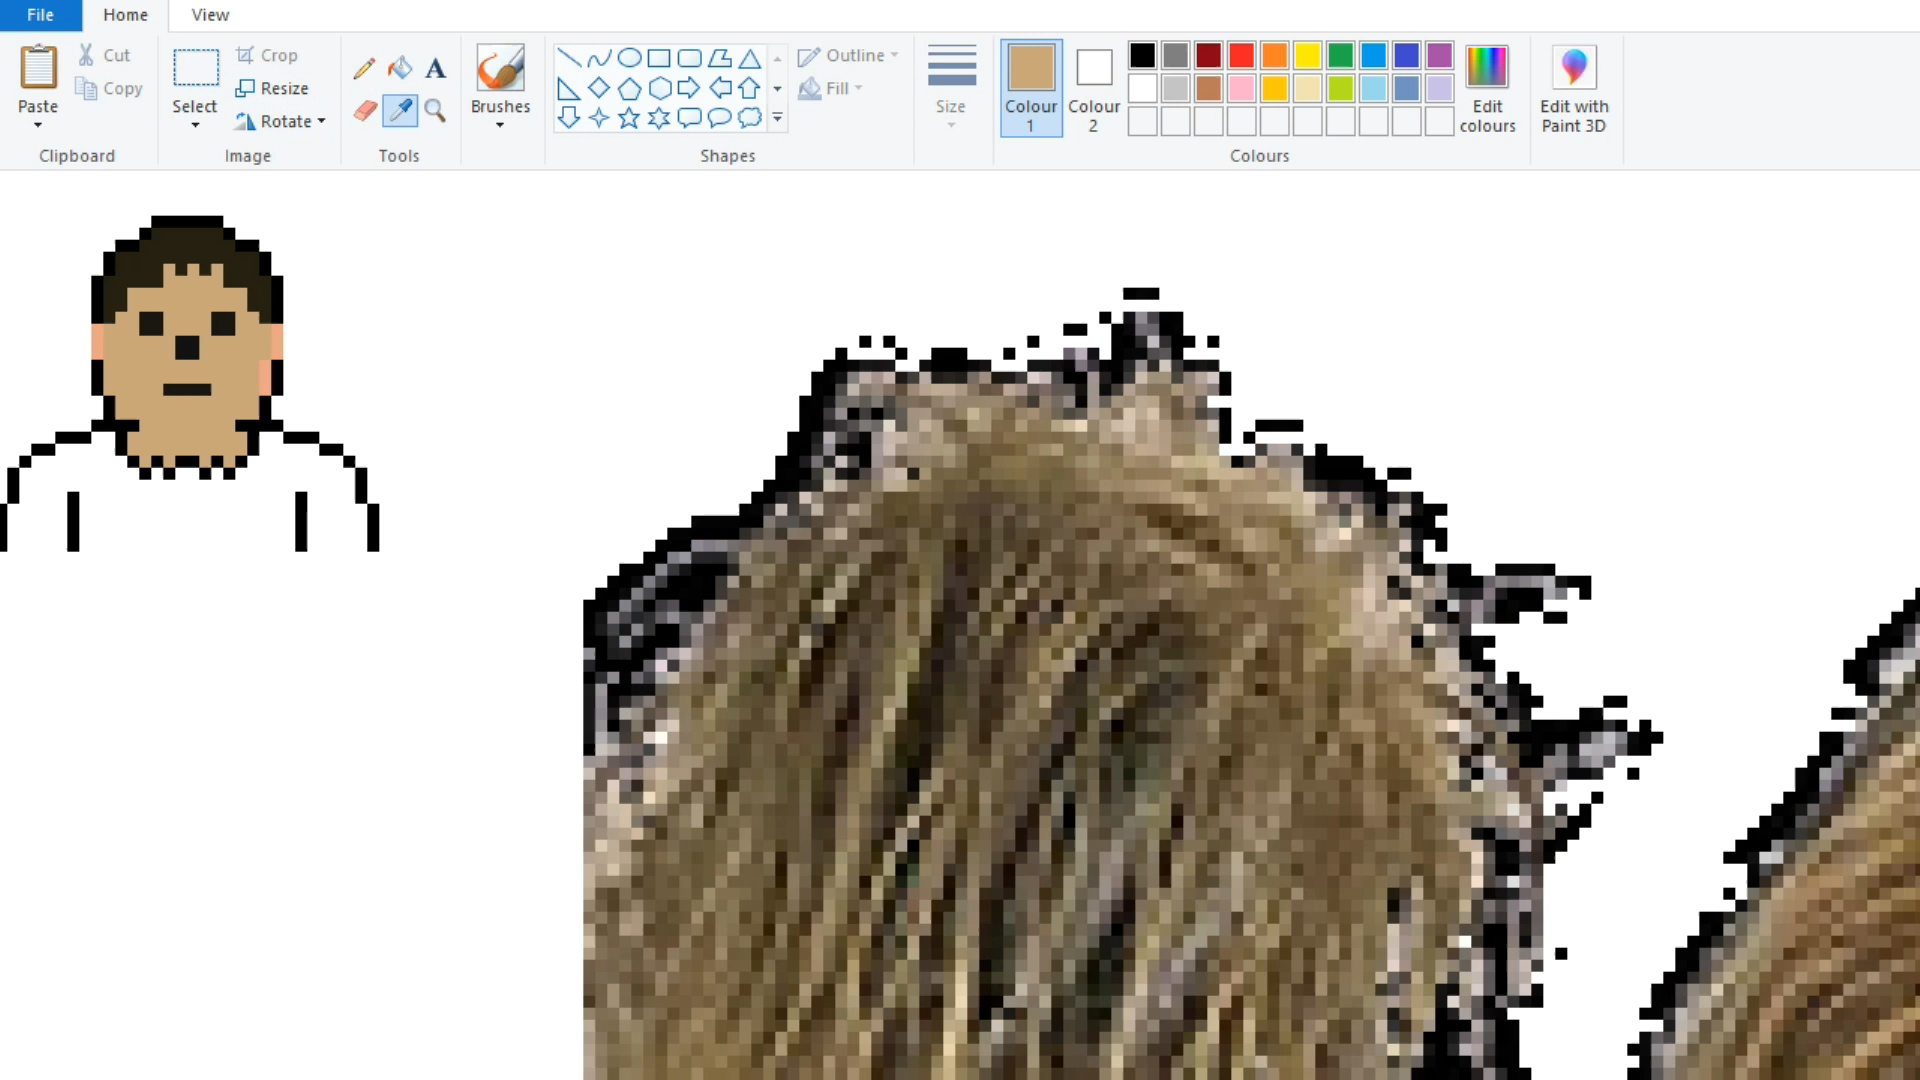 File Home View
Paste
Cut
Copy
Clipboard
Select
Crop
Resize
Rotate
Image
A
Tools
Brushes
Outline
Fill
Shapes
Size
Colour
1
Colour
2
Edit
colours
Colours
Edit with
Paint 3D